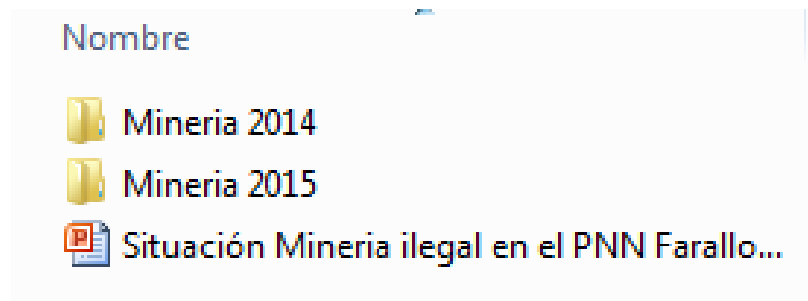 Nombre
Mineria 2014
Mineria 2015
Situación Mineria ilegal en el PNN Farallo...